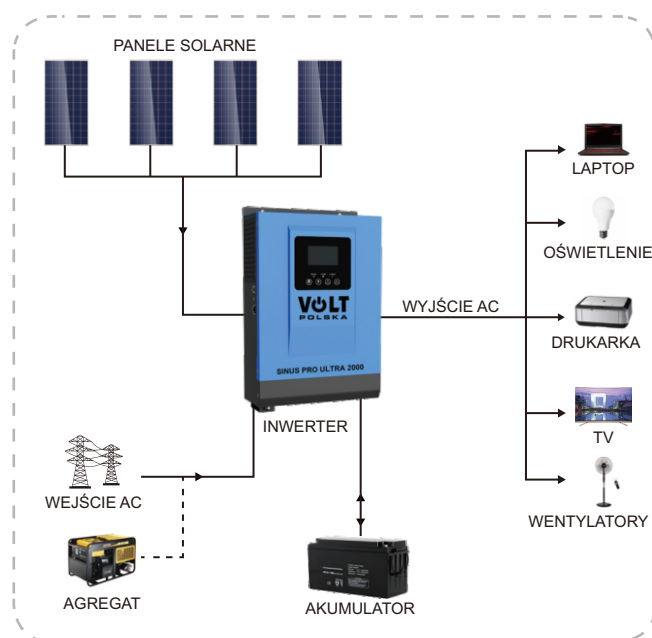 PANELE SOLARNE
LAPTOP
OŚWIETLENIE
VOLT
POLSKA
WYJŚCIE AC
DRUKARKA
SINUS PRO ULTRA 2000
INWERTER
TV
WEJŚCIE AC
WENTYLATORY
AGREGAT
AKUMULATOR